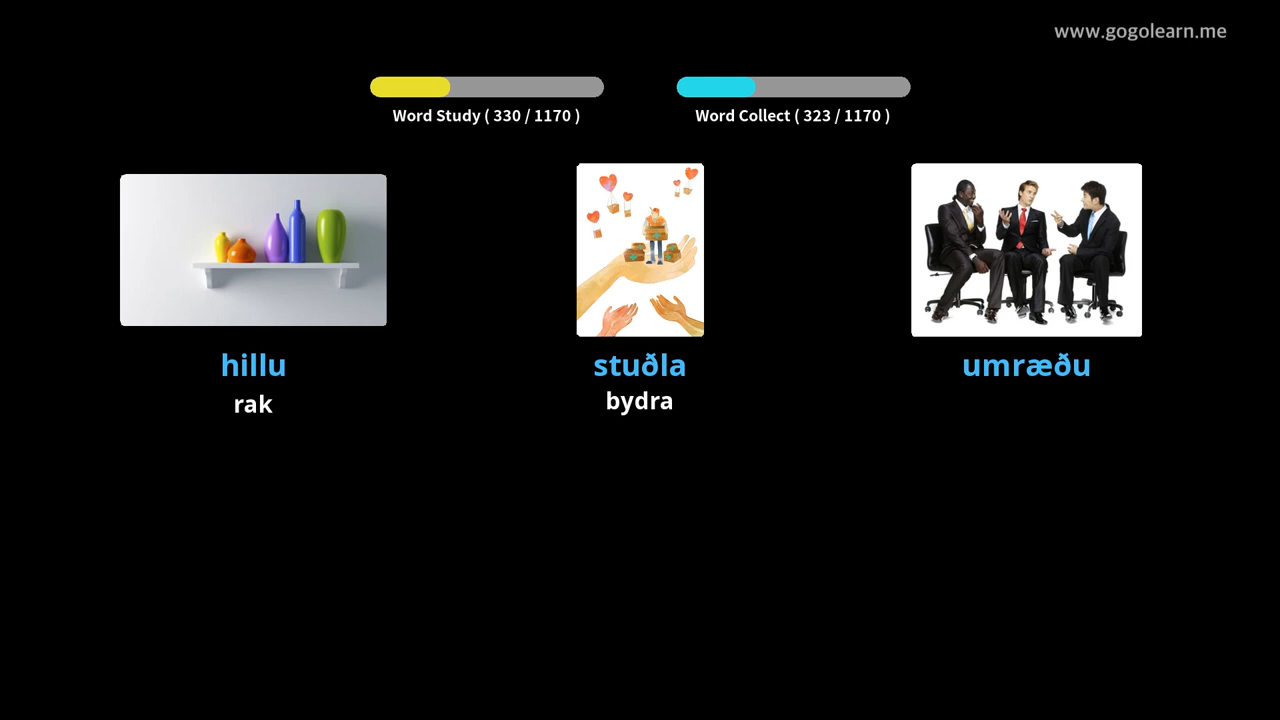 www.gogolearn.me
Word Study ( 330 / 1170 )
Word Collect ( 323 / 1170 )
hillu
stuðla
umræðu
rak
bydra